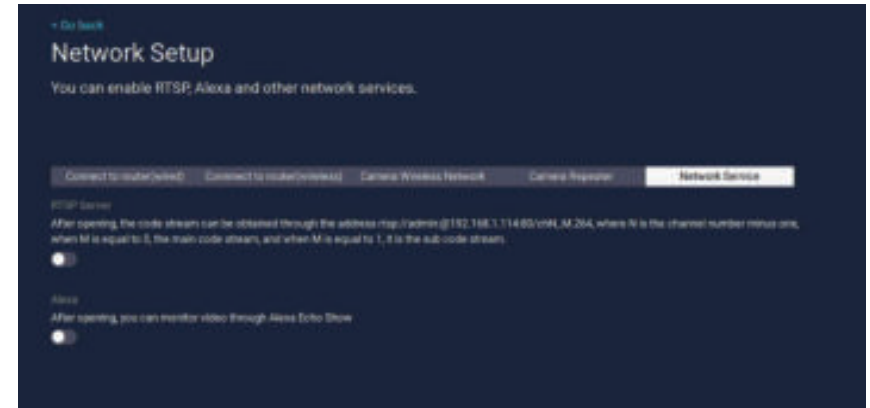 < Go back
Network Setup
You can enable RTSP, Alexa and other network services.
Connect to router(wired) Connect to router(wireless) Camera Wireless Network Camera Repeater Network Service
RTSP Server
After opening, the code stream can be obtained through the address rtsp://admin:@192.168.1.114:80/chN_M.264, where N is the channel number minus one,
when M is equal to 0, the main code stream, and when M is equal to 1, it is the sub code stream.
Alexa
After opening, you can monitor video through Alexa Echo Show